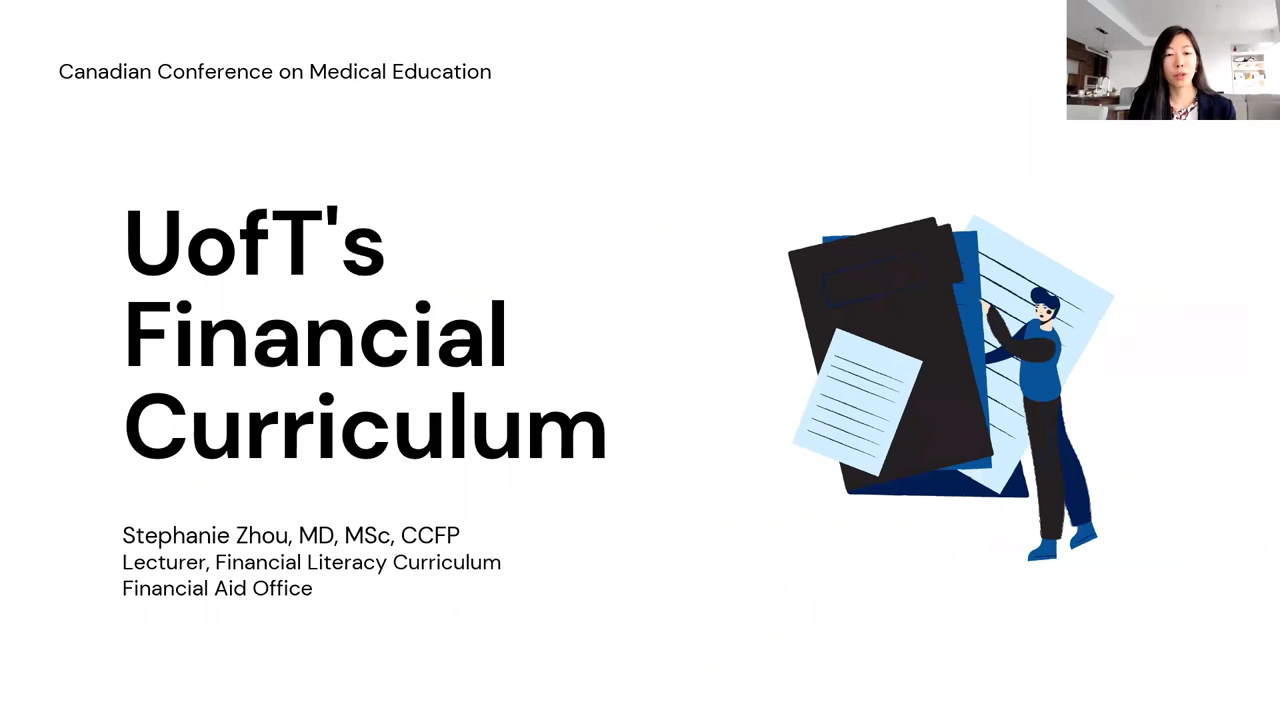 Canadian Conference on Medical Education
UofT's
Financial
Curriculum
Stephanie Zhou, MD, MSc, CCFP
Lecturer, Financial Literacy Curriculum
Financial Aid Office